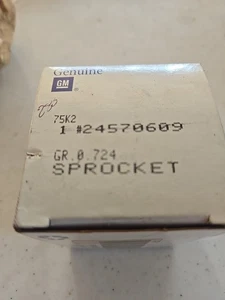 Genuine
GM
75K2
1 #24570609
GR.0.724
SPROCKET